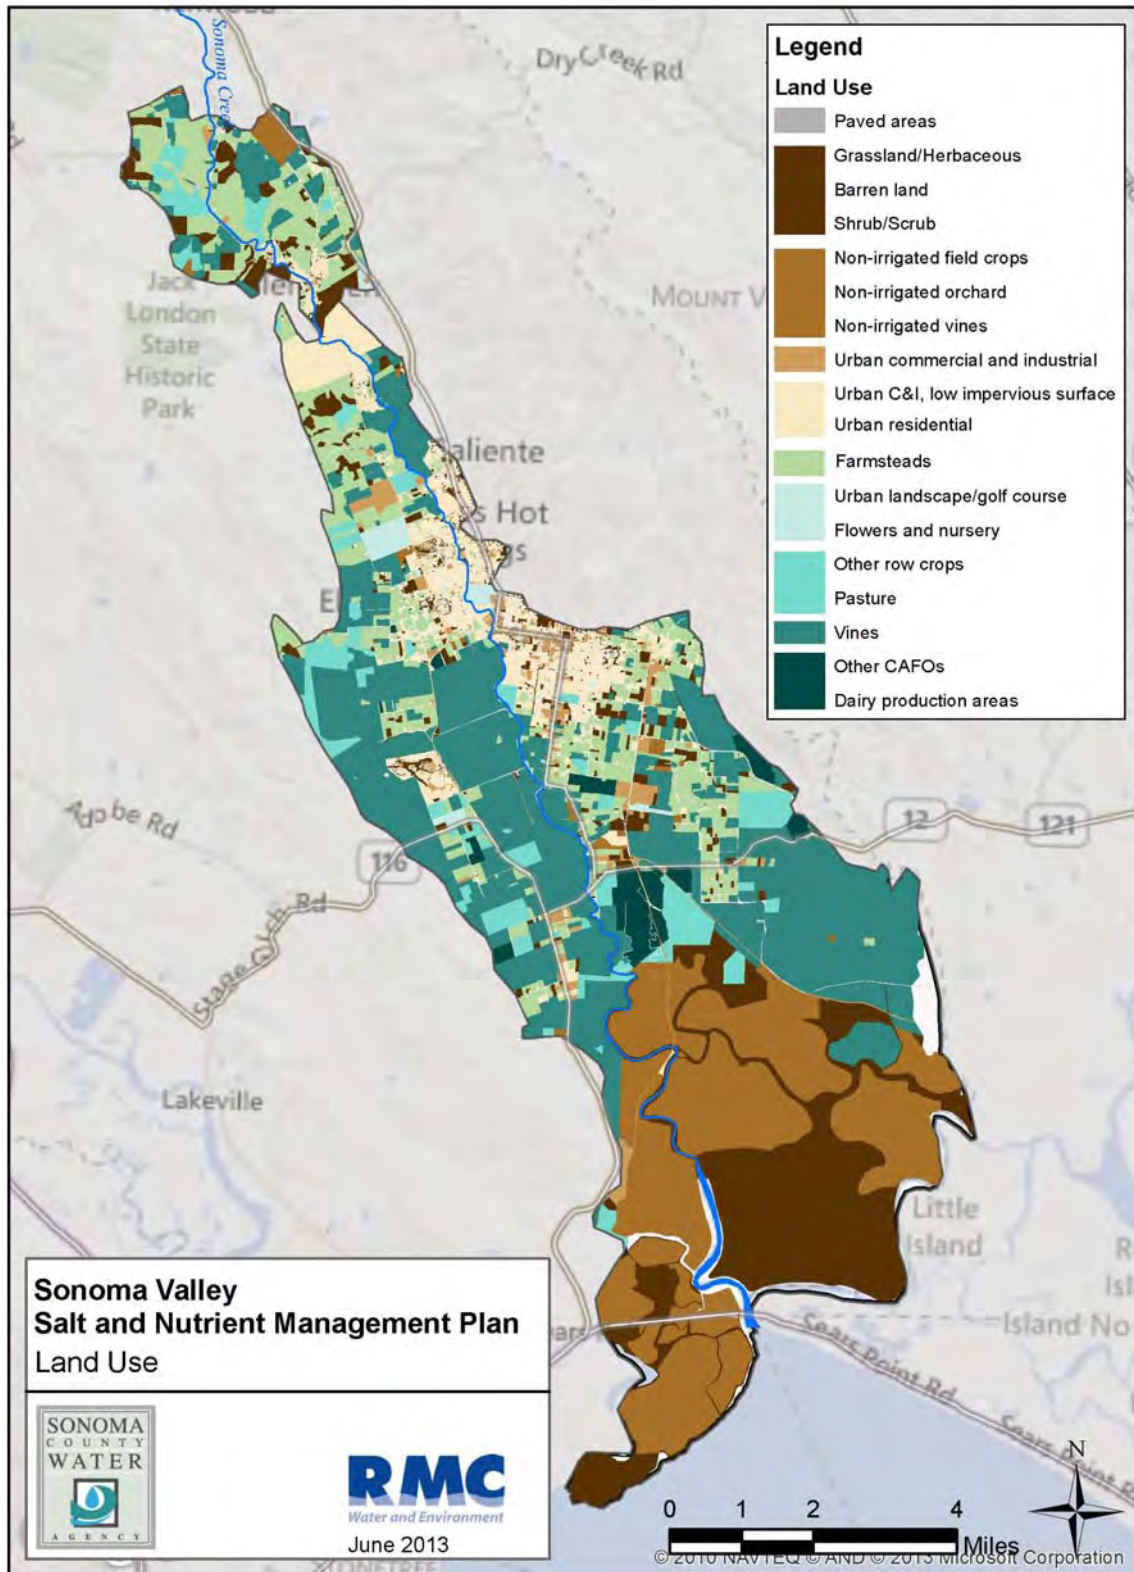 Sonoma Creek
Dry Creek Rd
Legend
Land Use
Paved areas
Grassland/Herbaceous
Barren land
Shrub/Scrub
Non-irrigated field crops
Non-irrigated orchard
Non-irrigated vines
Urban commercial and industrial
Urban C&I, low impervious surface
Urban residential
Farmsteads
Urban landscape/golf course
Flowers and nursery
Other row crops
Pasture
Vines
Other CAFOs
Dairy production areas
Jack
London
State
Historic
Park
MOUNT V
aliente
s Hot
gs
E
Adobe Rd
116
12
121
Stage Gulch Rd
Lakeville
Little
Island
Island No
Sears Point Rd
Sears Point R
Sonoma Valley
Salt and Nutrient Management Plan
Land Use
SONOMA
COUNTY
WATER
AGENCY
RMC
Water and Environment
June 2013
N
0 1 2 4
Miles
© 2010 NAVTEQ © AND © 2013 Microsoft Corporation